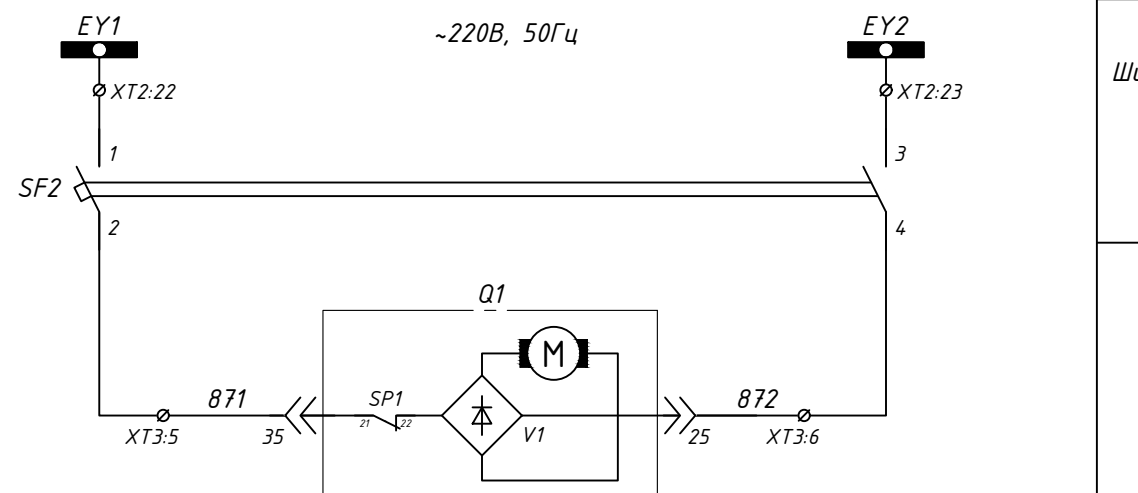 EY1
~220В, 50Гц
EY2
XT2:22
XT2:23
1
3
SF2
2
4
Q1
M
871
SP1
872
21
22
V1
XT3:5
35
25
XT3:6